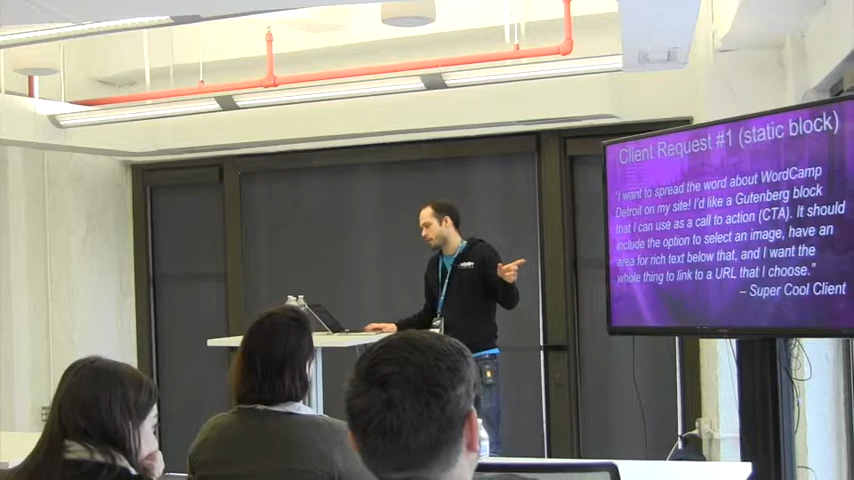 Client Request #1 (static block)
"I want to spread the word about WordCamp
Detroit on my site! I'd like a Gutenberg block
that I can use as a call to action (CTA). It should
include the option to select an image, have an
area for rich text below that, and I want the
whole thing to link to a URL that I choose."
– Super Cool Client